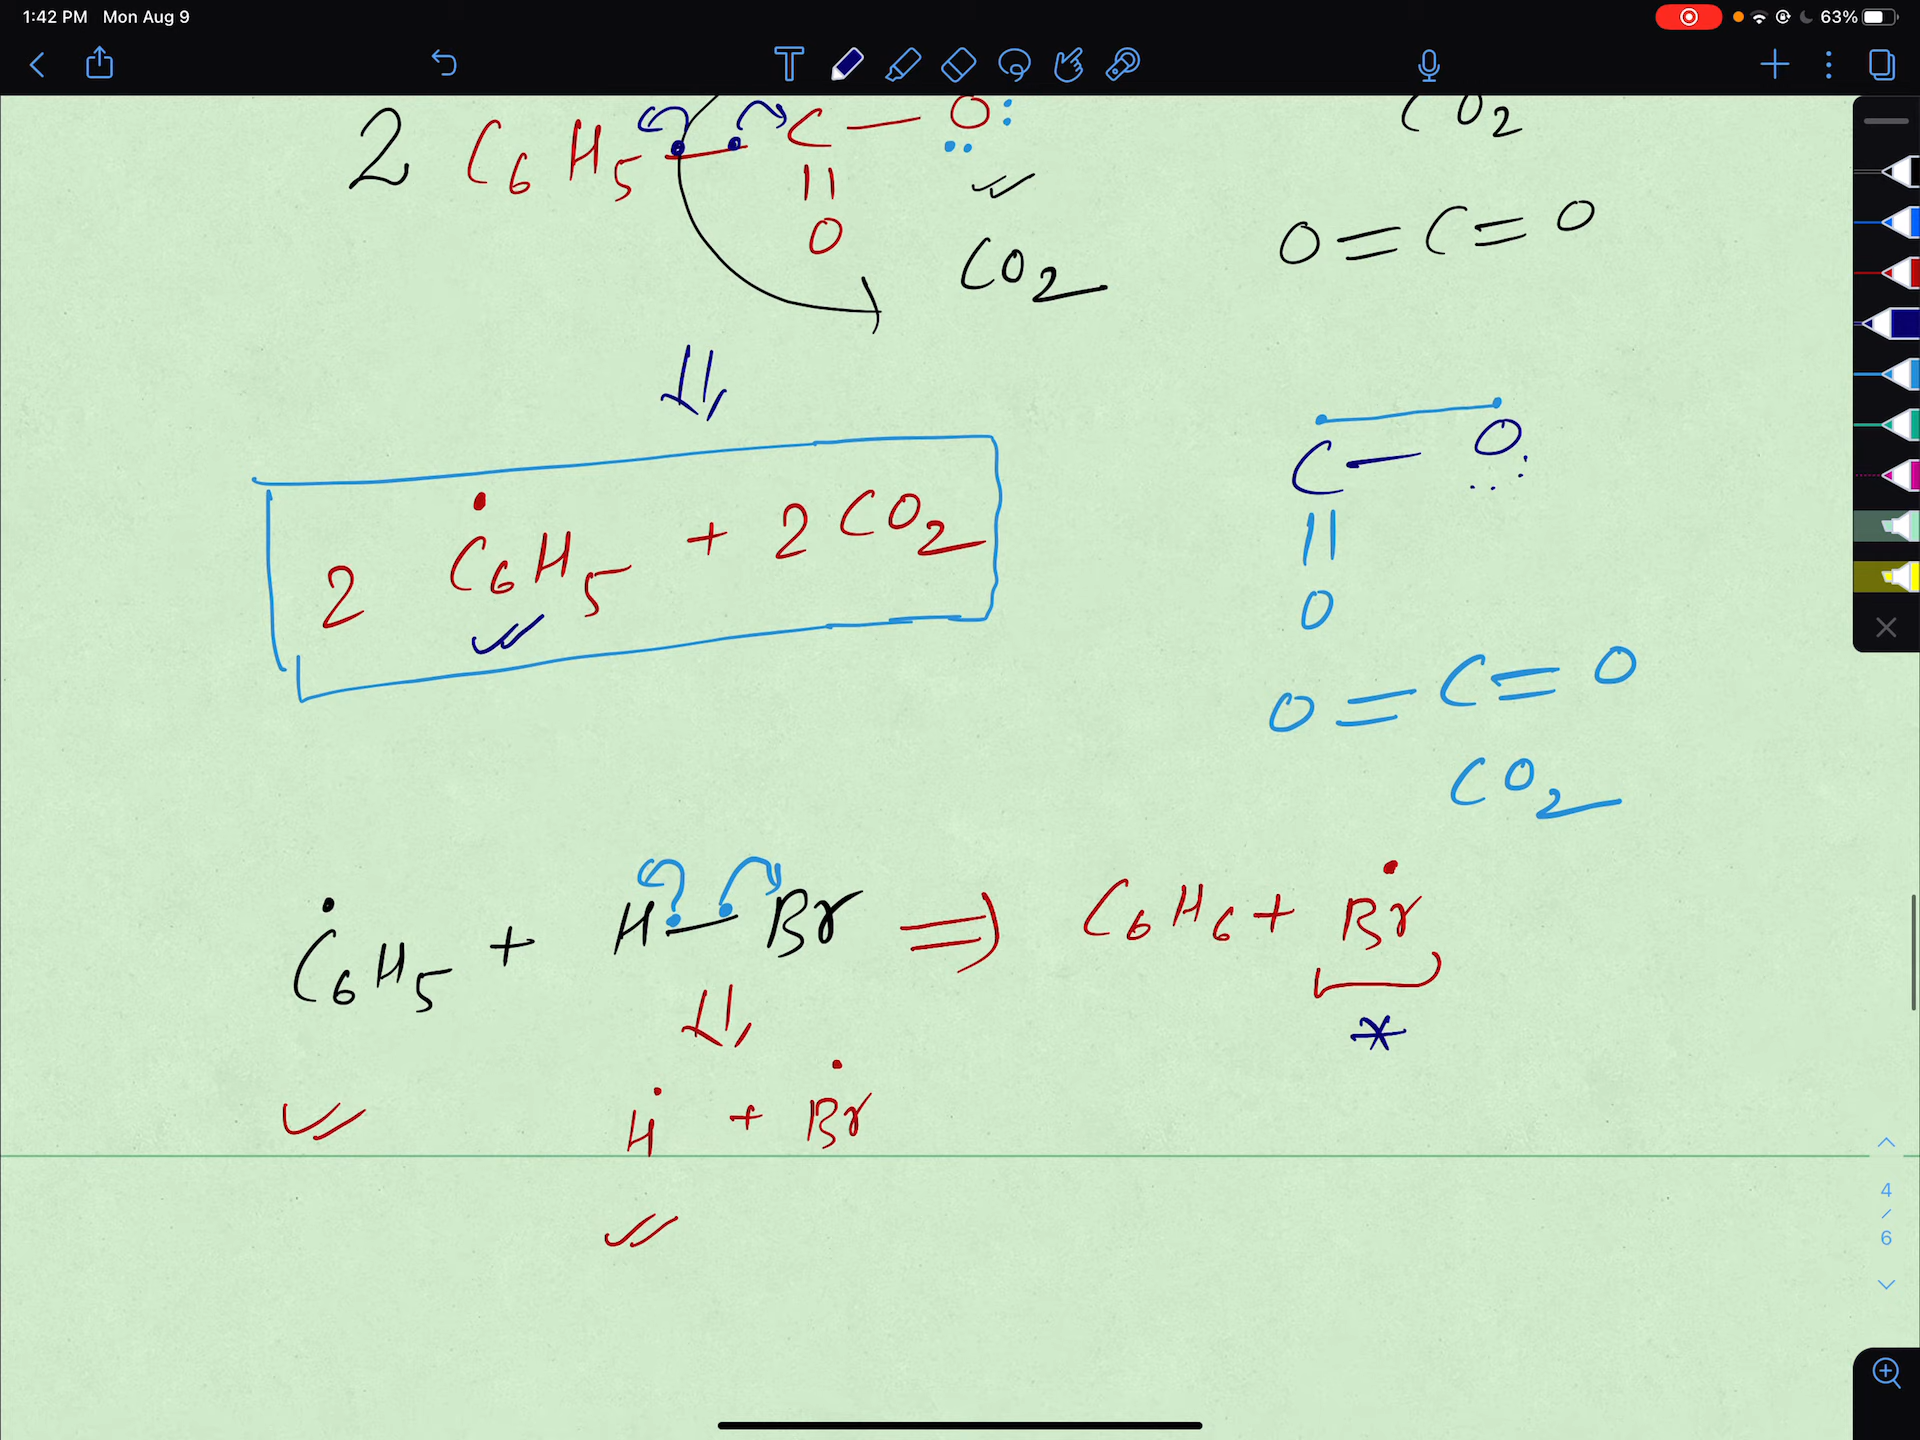 1:42 PM Mon Aug 9
63%
T
2 C6H5 — C — O:
||
O
CO2
CO2
O = C = O
2 C6H5 + 2 CO2
C — O
||
O
O = C = O
CO2
C6H5 + H — Br ⇒ C6H6 + Br
*
H + Br
4
/
6